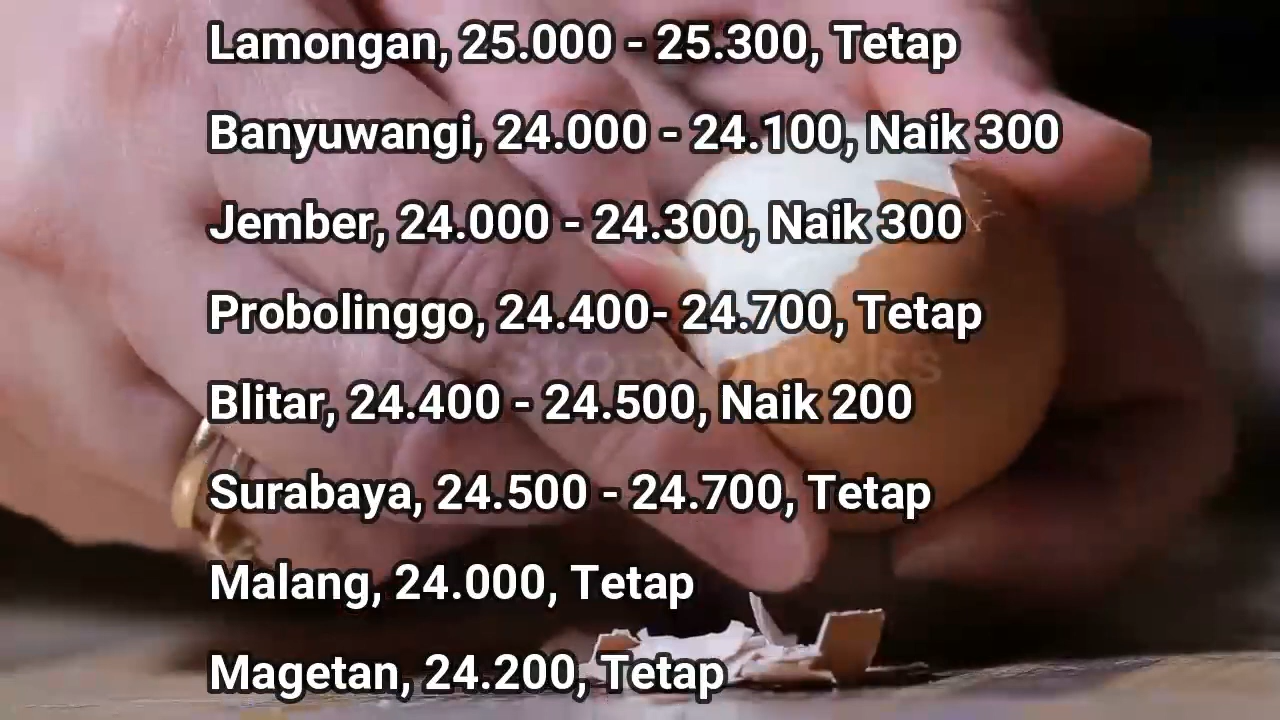 Lamongan, 25.000 - 25.300, Tetap
Banyuwangi, 24.000 - 24.100, Naik 300
Jember, 24.000 - 24.300, Naik 300
Probolinggo, 24.400- 24.700, Tetap
Storyblocks
Blitar, 24.400 - 24.500, Naik 200
Surabaya, 24.500 - 24.700, Tetap
Malang, 24.000, Tetap
Magetan, 24.200, Tetap